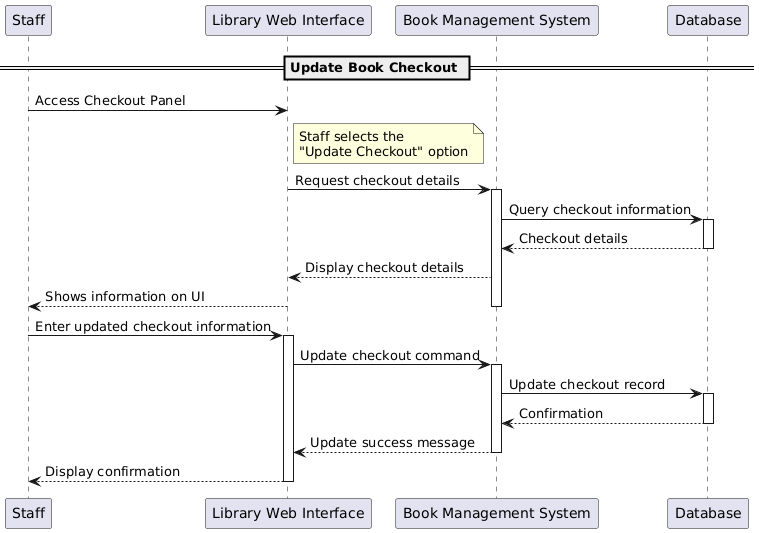 Staff
Library Web Interface
Book Management System
Database
Update Book Checkout
Access Checkout Panel
Staff selects the
"Update Checkout" option
Request checkout details
Query checkout information
Checkout details
Display checkout details
Shows information on UI
Enter updated checkout information
Update checkout command
Update checkout record
Confirmation
Update success message
Display confirmation
Staff
Library Web Interface
Book Management System
Database